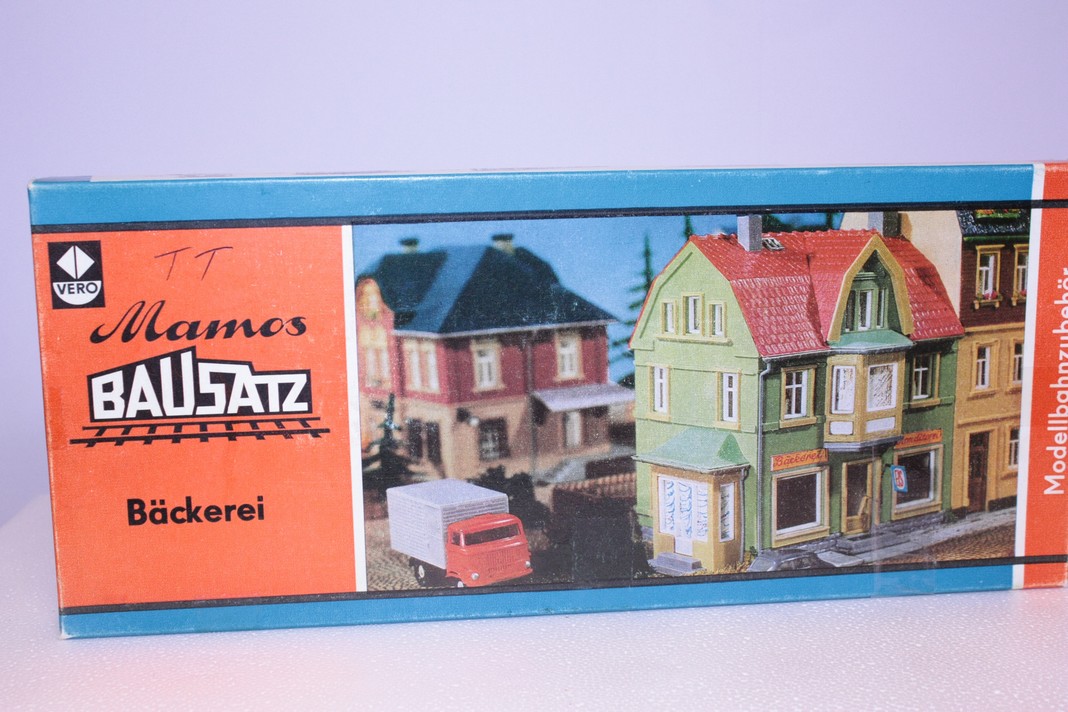 VERO
TT
Mamos
BAUSATZ
Bäckerei
Bäckerei
Modellbahnzubehör